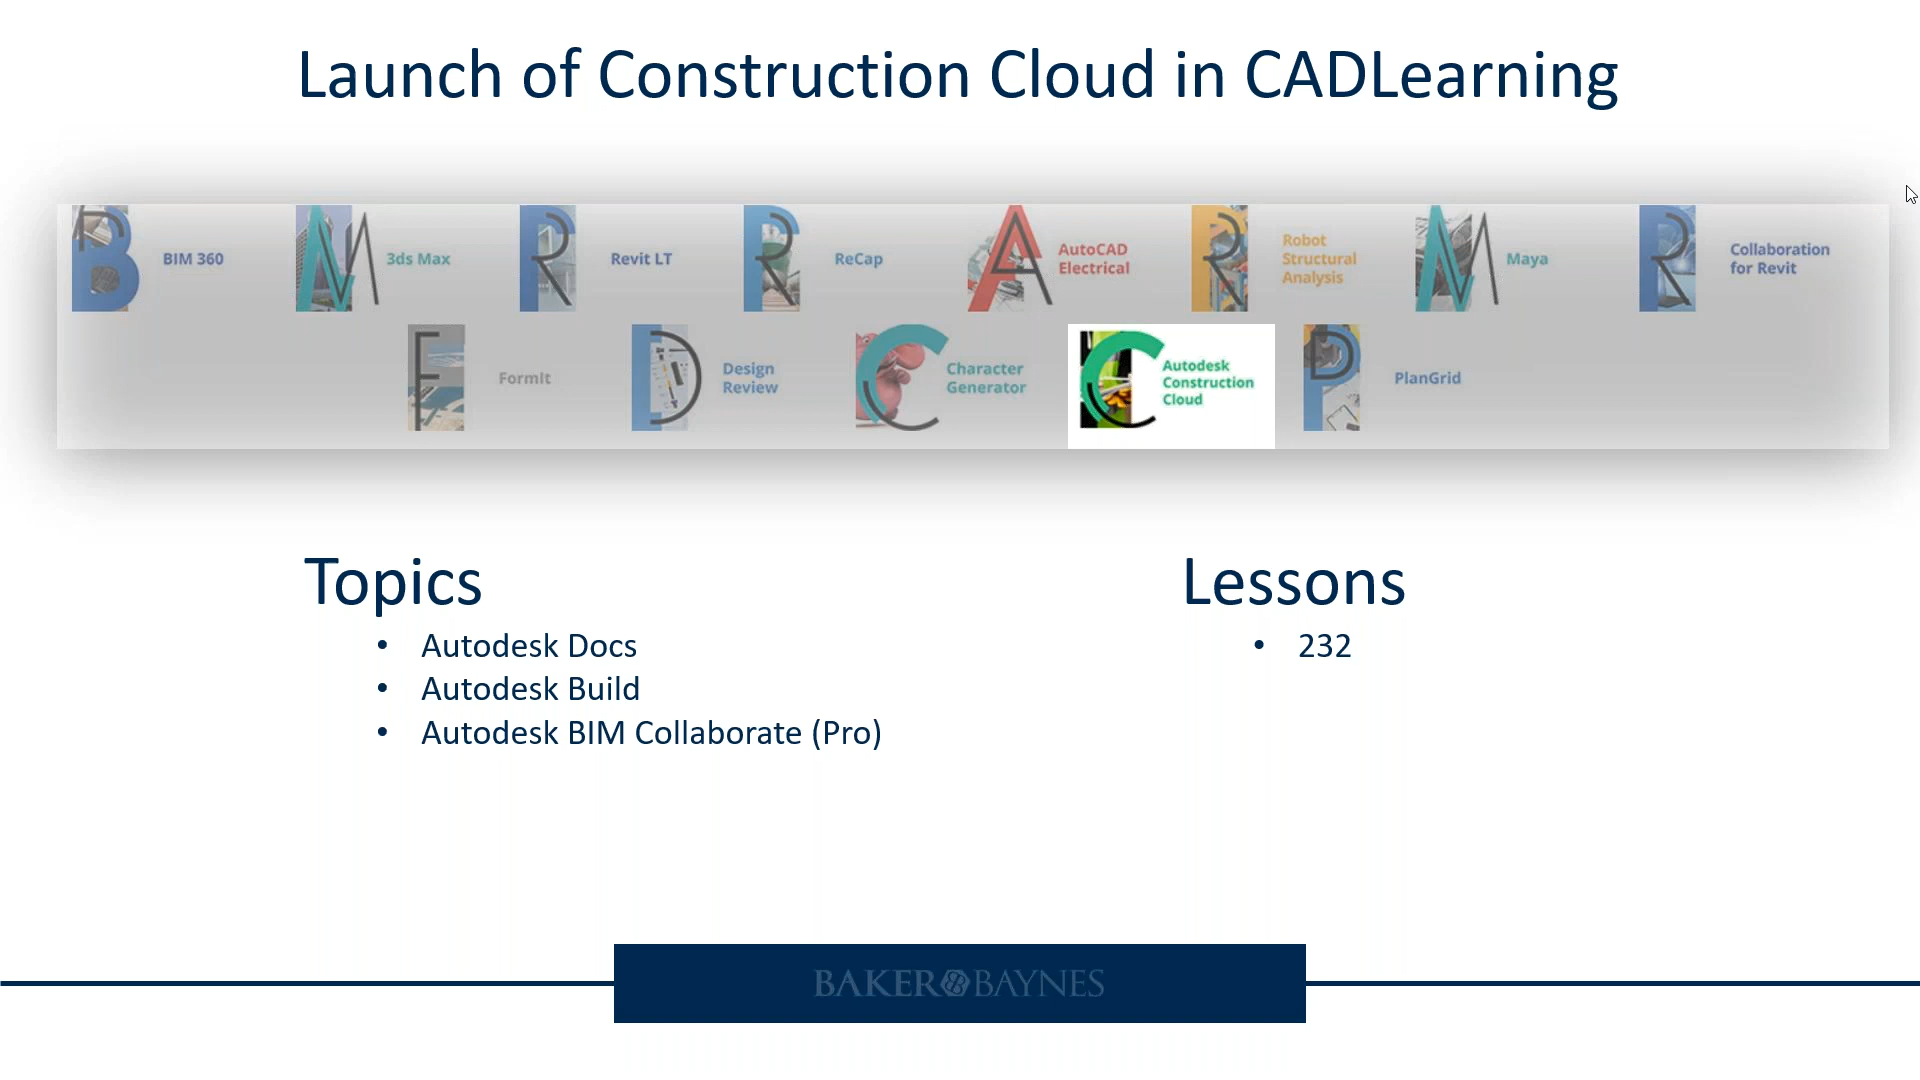 Launch of Construction Cloud in CADLearning
BIM 360
3ds Max
Revit LT
ReCap
AutoCAD
Electrical
Robot
Structural
Analysis
Maya
Collaboration
for Revit
FormIt
Design
Review
Character
Generator
Autodesk
Construction
Cloud
PlanGrid
Topics
• Autodesk Docs
• Autodesk Build
• Autodesk BIM Collaborate (Pro)
Lessons
• 232
BAKER BAYNES